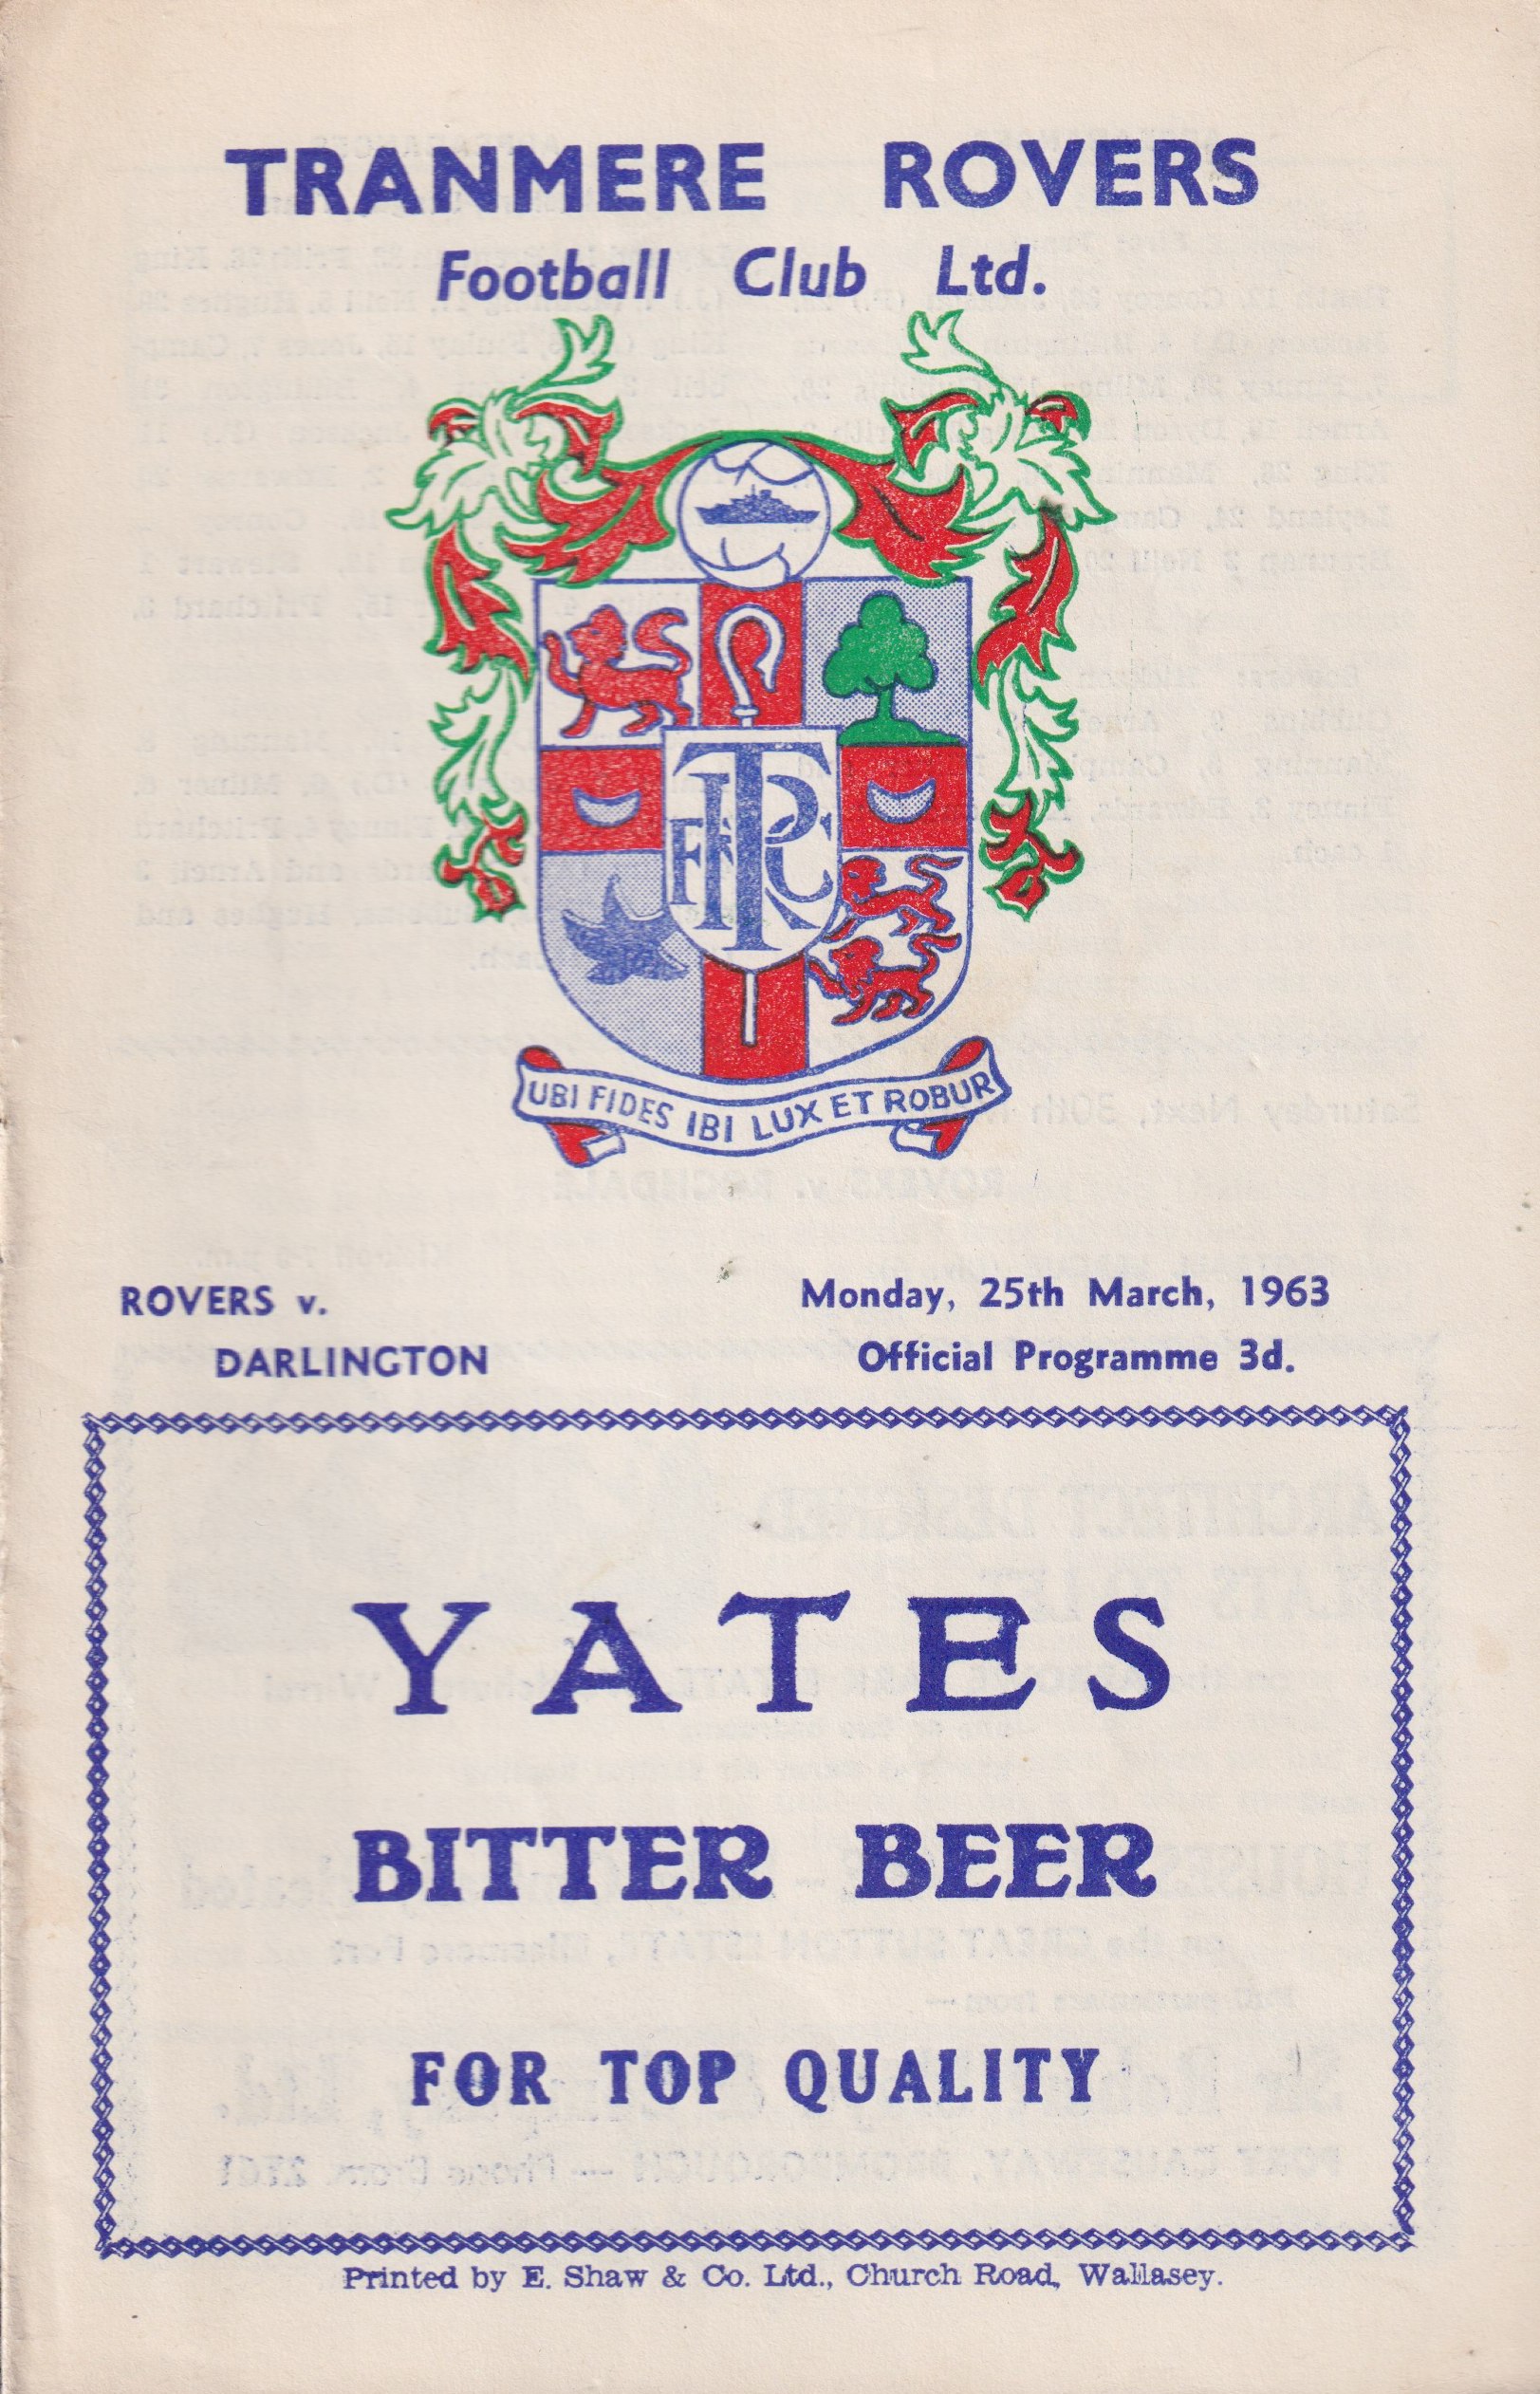 TRANMERE ROVERS
Football Club Ltd.
TRFC
UBI FIDES IBI LUX ET ROBUR
ROVERS v.
DARLINGTON
Monday, 25th March, 1963
Official Programme 3d.
YATES
BITTER BEER
FOR TOP QUALITY
Printed by E. Shaw & Co. Ltd., Church Road, Wallasey.